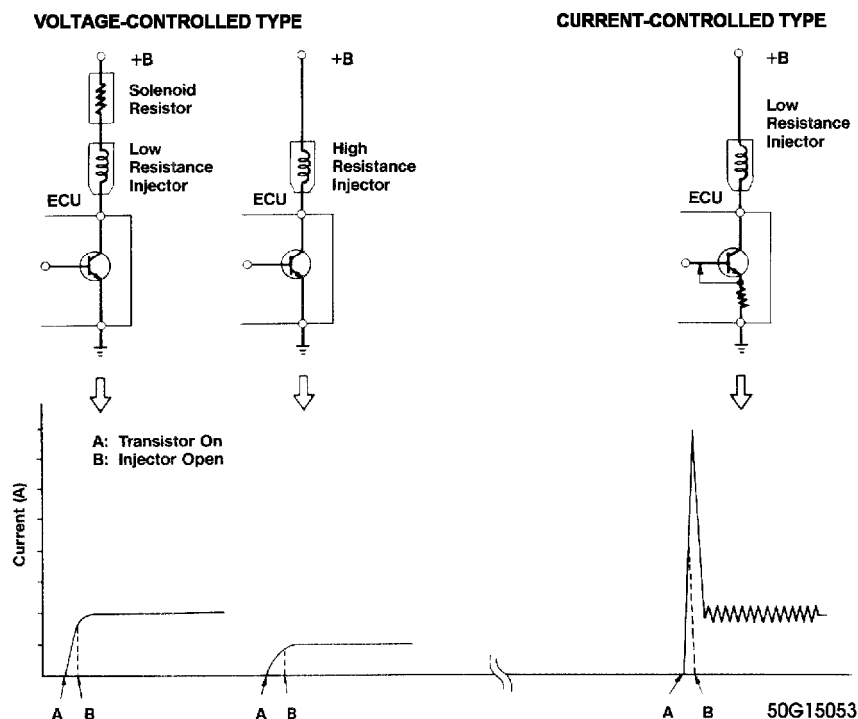 VOLTAGE-CONTROLLED TYPE
CURRENT-CONTROLLED TYPE
+B
Solenoid
Resistor
Low
Resistance
Injector
ECU
+B
High
Resistance
Injector
ECU
+B
Low
Resistance
Injector
ECU
A: Transistor On
B: Injector Open
Current (A)
A B
A B
A B
50G15053